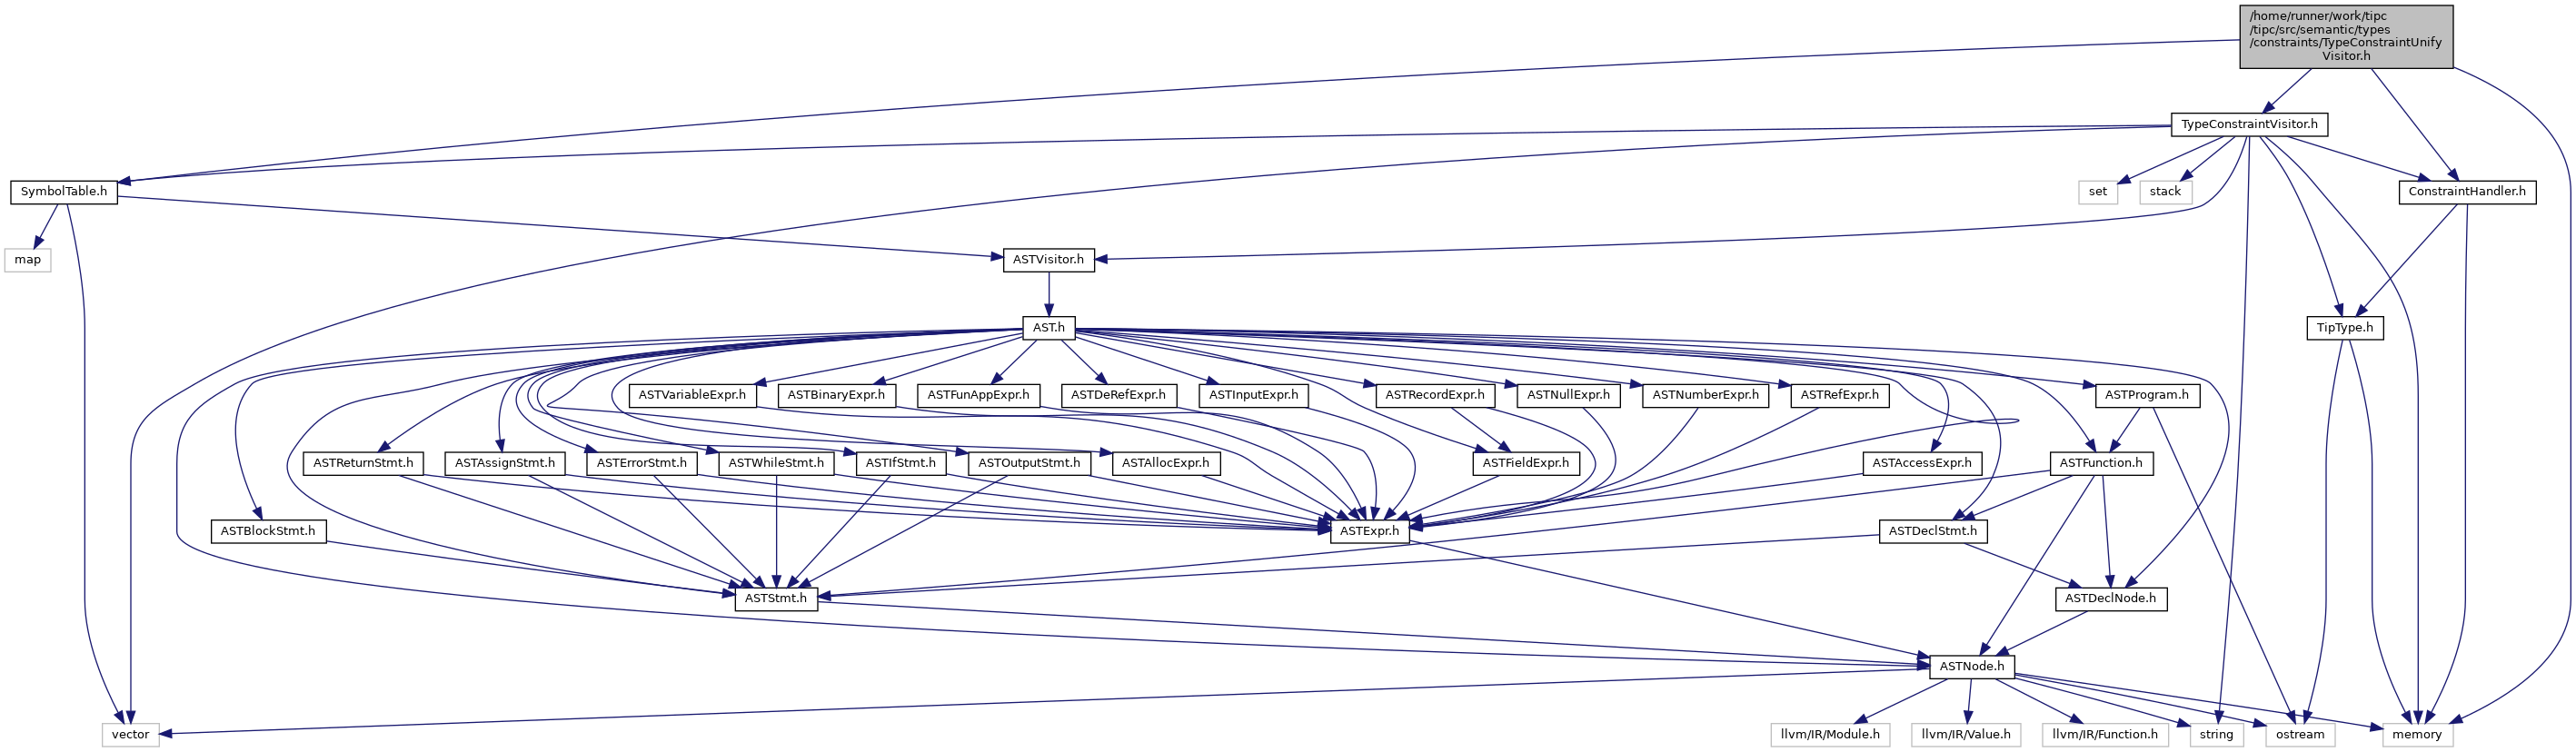 /home/runner/work/tipc
/tipc/src/semantic/types
/constraints/TypeConstraintUnify
Visitor.h
TypeConstraintVisitor.h
SymbolTable.h
set
stack
ConstraintHandler.h
map
ASTVisitor.h
AST.h
TipType.h
ASTVariableExpr.h
ASTBinaryExpr.h
ASTFunAppExpr.h
ASTDeRefExpr.h
ASTInputExpr.h
ASTRecordExpr.h
ASTNullExpr.h
ASTNumberExpr.h
ASTRefExpr.h
ASTProgram.h
ASTReturnStmt.h
ASTAssignStmt.h
ASTErrorStmt.h
ASTWhileStmt.h
ASTIfStmt.h
ASTOutputStmt.h
ASTAllocExpr.h
ASTFieldExpr.h
ASTAccessExpr.h
ASTFunction.h
ASTBlockStmt.h
ASTExpr.h
ASTDeclStmt.h
ASTStmt.h
ASTDeclNode.h
ASTNode.h
vector
llvm/IR/Module.h
llvm/IR/Value.h
llvm/IR/Function.h
string
ostream
memory